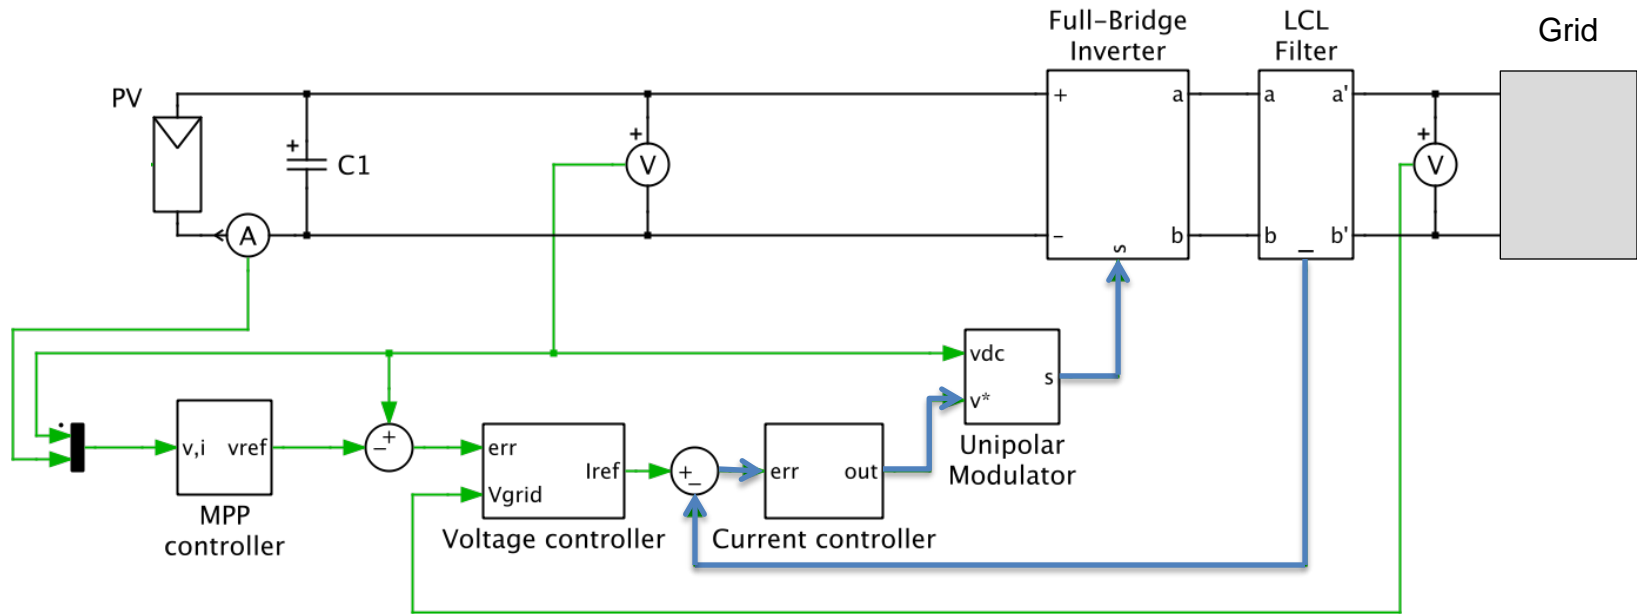 Full-Bridge
Inverter
LCL
Filter
Grid
PV
+
a
a
a'
+
+
+
C1
V
V
A
-
b
b
b'
s
I
vdc
s
v*
Unipolar
Modulator
v,i
vref
+
-
err
Iref
Vgrid
+
-
err
out
MPP
controller
Voltage controller
Current controller